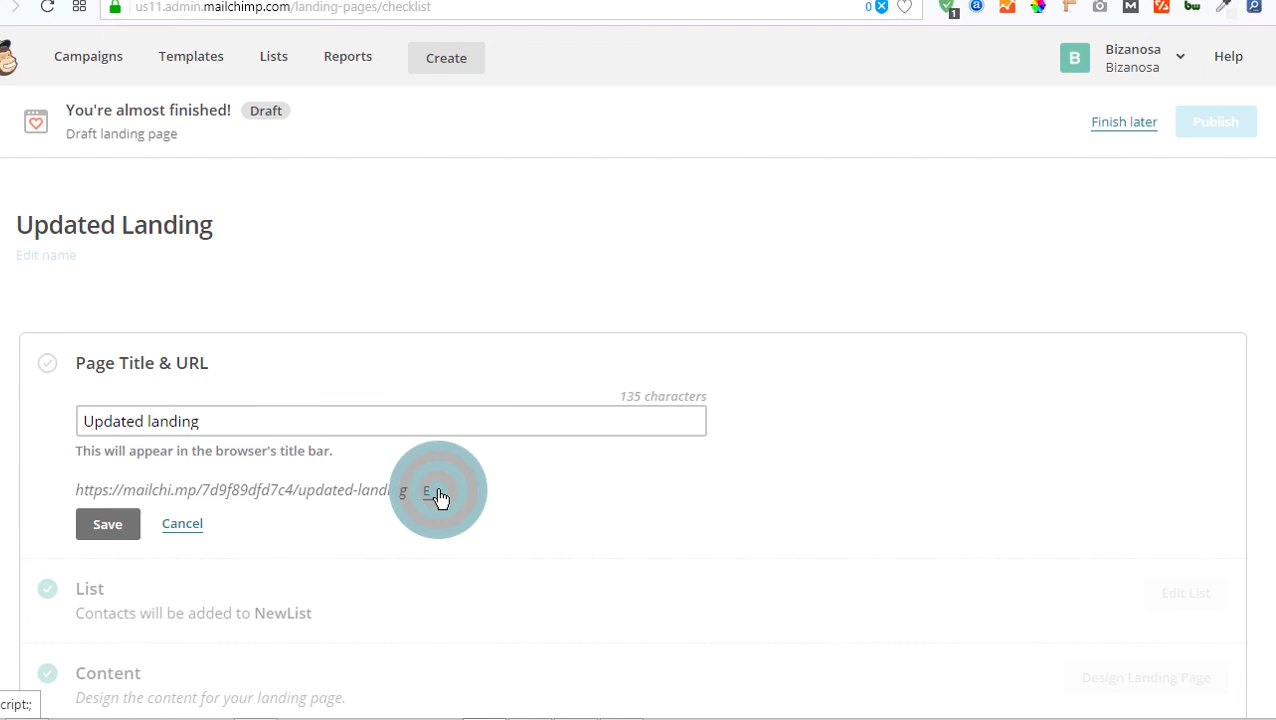 us11.admin.mailchimp.com/landing-pages/checklist
0
1
M
bw
Campaigns Templates Lists Reports Create
B Bizanosa Help
Bizanosa
You're almost finished! Draft
Draft landing page
Finish later Publish
Updated Landing
Edit name
Page Title & URL
135 characters
Updated landing
This will appear in the browser's title bar.
https://mailchi.mp/7d9f89dfd7c4/updated-landing E
Save Cancel
List
Contacts will be added to NewList
Edit List
Content
Design the content for your landing page.
Design Landing Page
cript:;